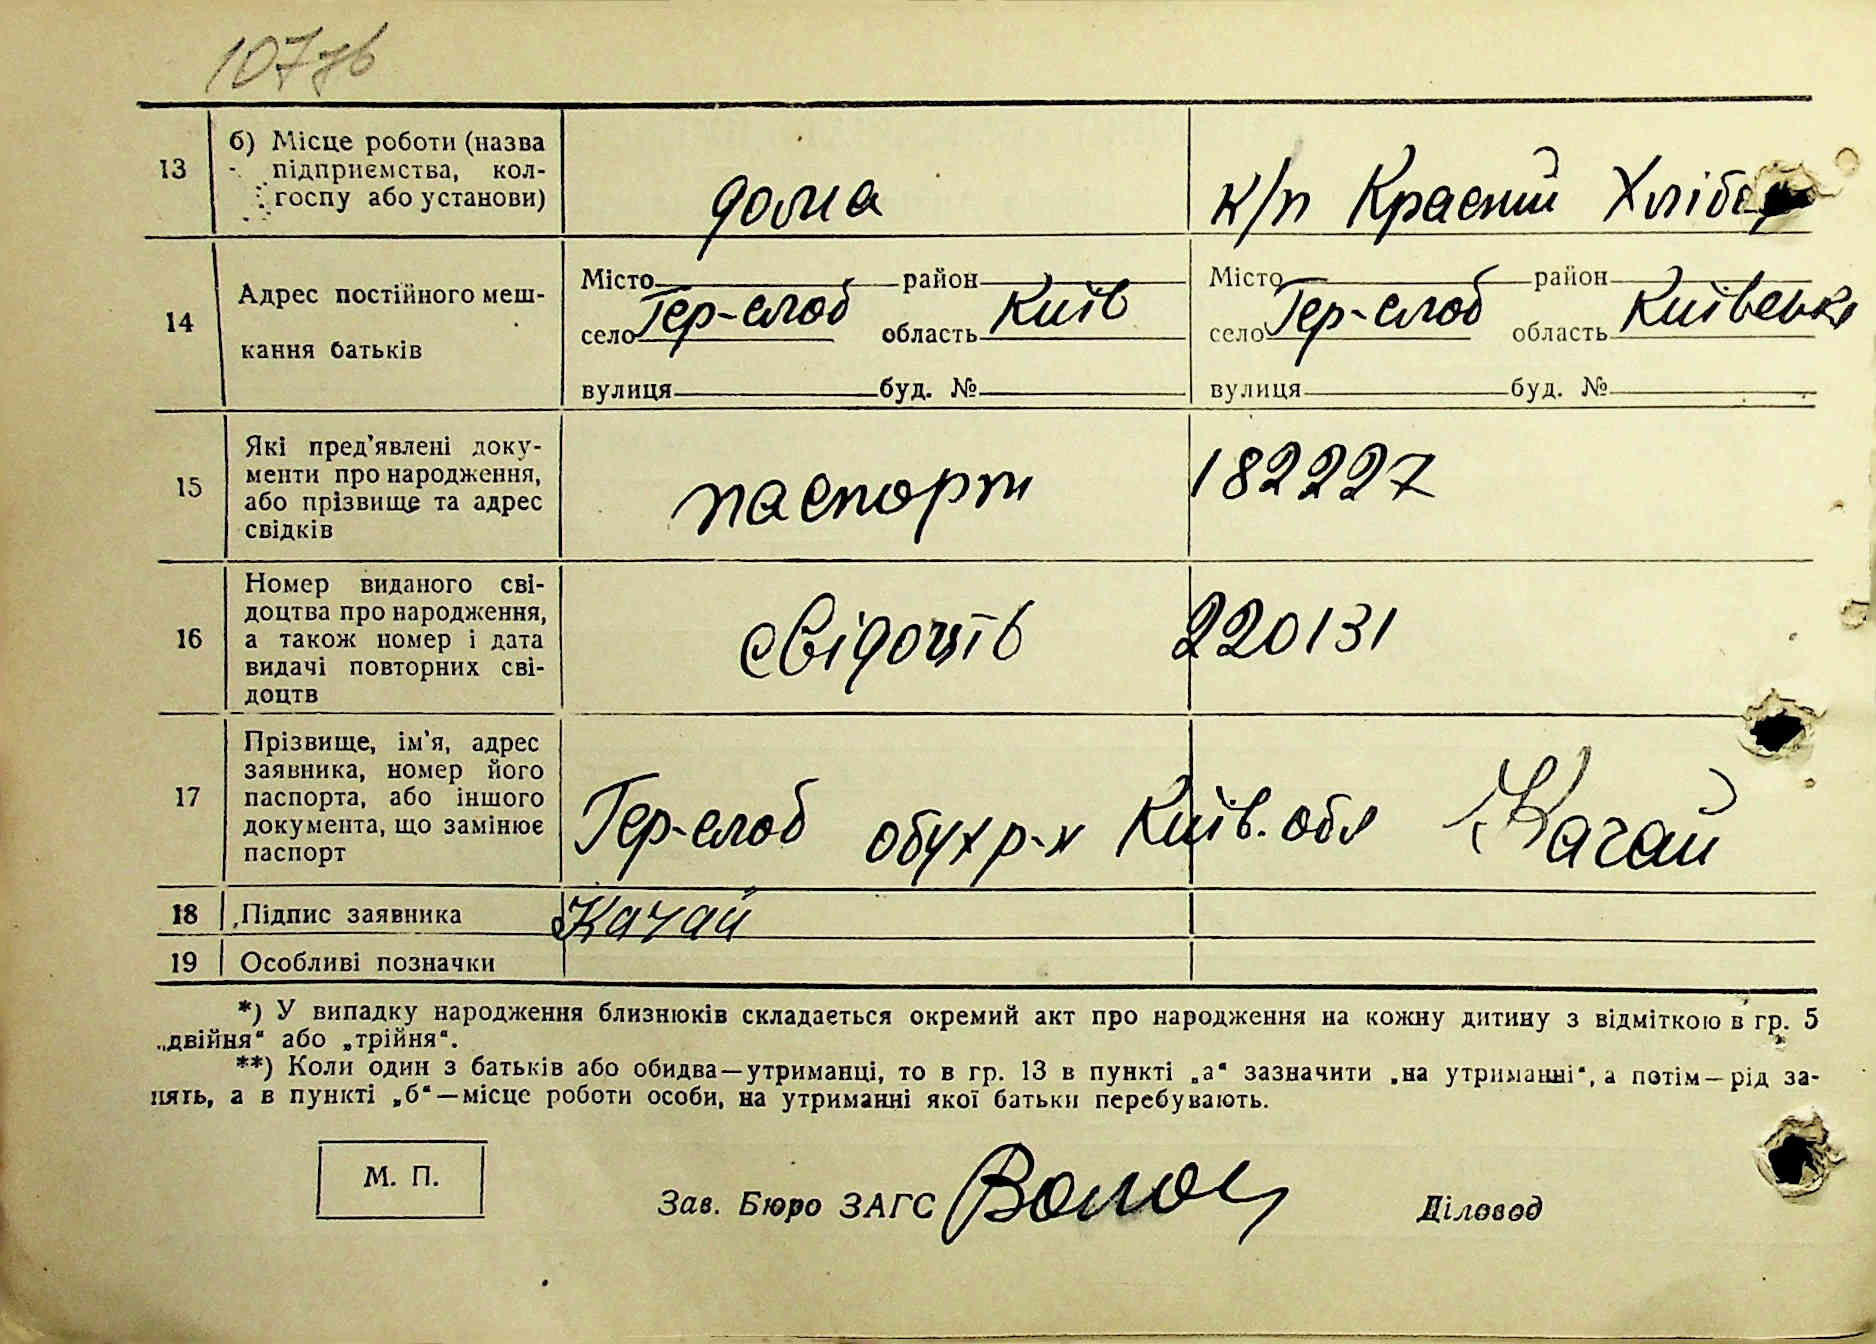 107зв
13 б) Місце роботи (назва
підприємства, кол-
госпу або установи)
дома
к/п Красний Хлібо
14 Адрес постійного меш-
кання батьків
Місто район
село Гер-слоб область Київ
вулиця буд. №
Місто район
село Гер-слоб область Київськ
вулиця буд. №
15 Які пред'явлені доку-
менти про народження,
або прізвище та адрес
свідків
паспорт 182227
16 Номер виданого сві-
доцтва про народження,
а також номер і дата
видачі повторних сві-
доцтв
свідоцтв 220131
17 Прізвище, ім'я, адрес
заявника, номер його
паспорта, або іншого
документа, що замінює
паспорт
Гер-слоб обух р-н Київ. обл Качай
18 Підпис заявника Качай
19 Особливі позначки
*) У випадку народження близнюків складається окремий акт про народження на кожну дитину з відміткою в гр. 5
„двійня“ або „трійня“.
**) Коли один з батьків або обидва—утриманці, то в гр. 13 в пункті „а“ зазначити „на утриманні“, а потім—рід за-
нять, а в пункті „б“—місце роботи особи, на утриманні якої батьки перебувають.
М. П.
Зав. Бюро ЗАГС Діловод